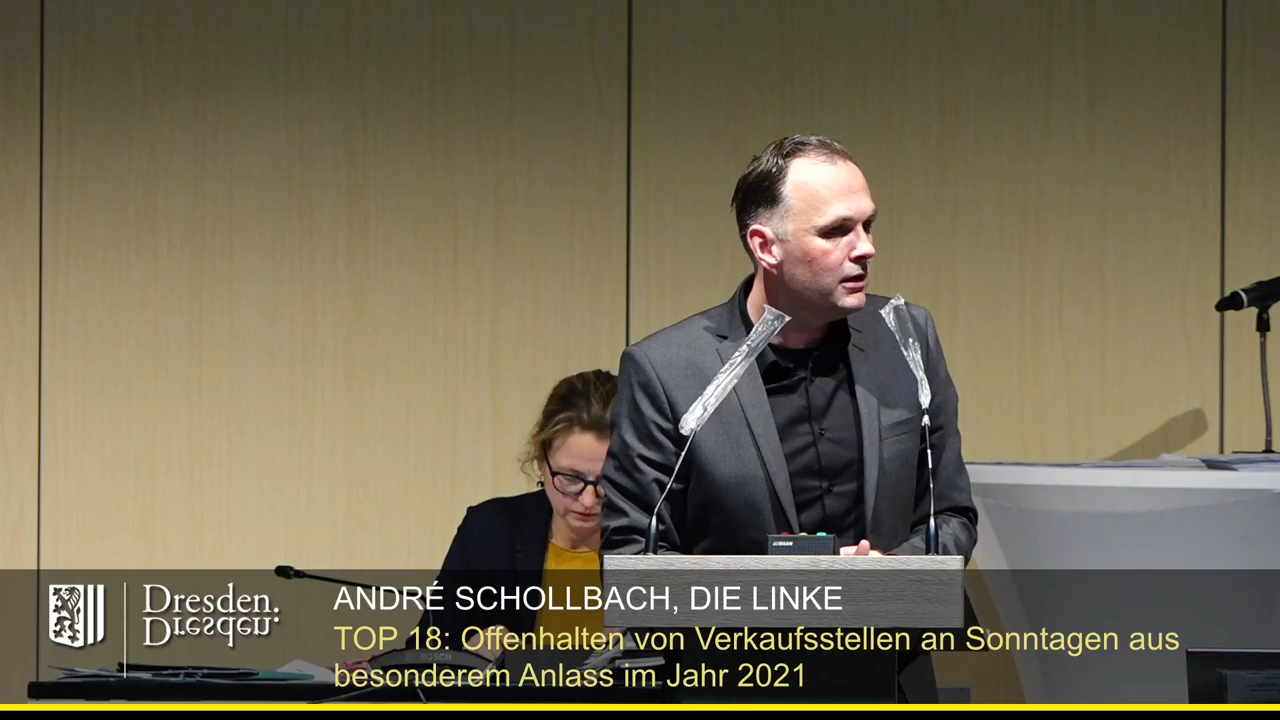 ANDRÉ SCHOLLBACH, DIE LINKE
Dresden.
Dresden.
TOP 18: Offenhalten von Verkaufsstellen an Sonntagen aus
besonderem Anlass im Jahr 2021
BOSCH